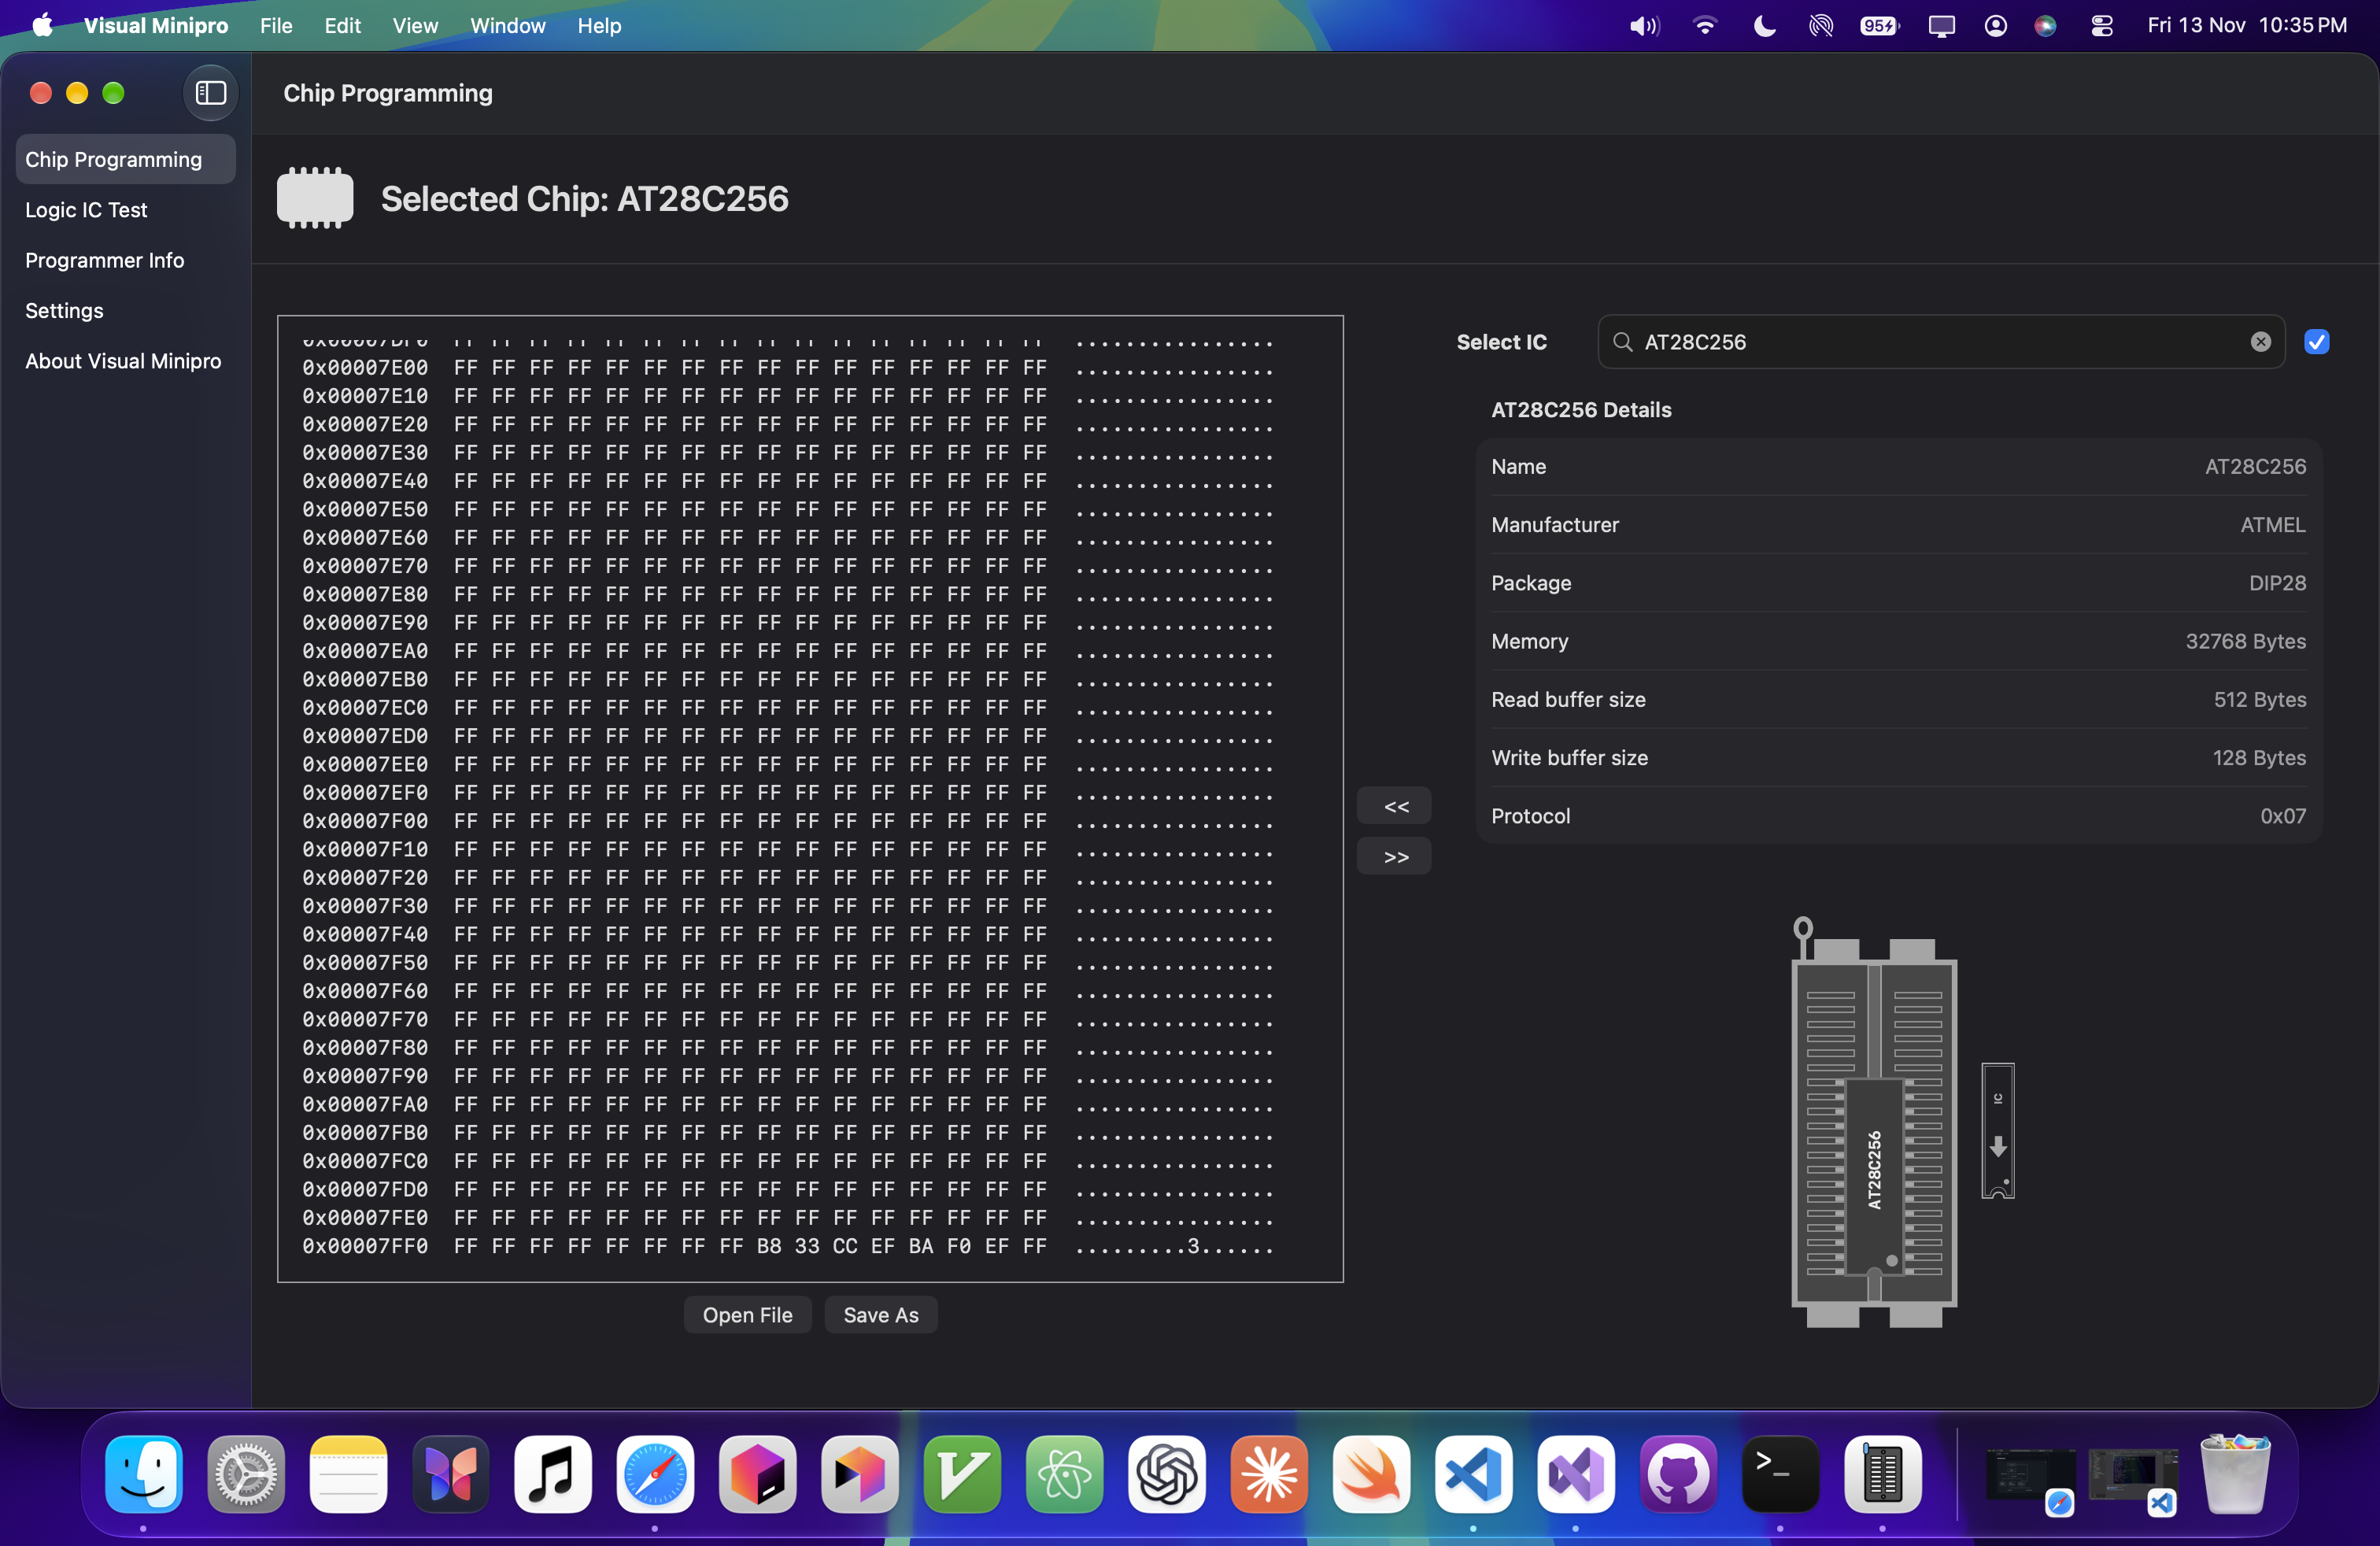 Visual Minipro File Edit View Window Help 95 Fri 13 Nov 10:35 PM
Chip Programming
Chip Programming
Logic IC Test
Programmer Info
Settings
About Visual Minipro
Selected Chip: AT28C256
0x00007DF0 FF FF FF FF FF FF FF FF FF FF FF FF FF FF FF FF ................
0x00007E00 FF FF FF FF FF FF FF FF FF FF FF FF FF FF FF FF ................
0x00007E10 FF FF FF FF FF FF FF FF FF FF FF FF FF FF FF FF ................
0x00007E20 FF FF FF FF FF FF FF FF FF FF FF FF FF FF FF FF ................
0x00007E30 FF FF FF FF FF FF FF FF FF FF FF FF FF FF FF FF ................
0x00007E40 FF FF FF FF FF FF FF FF FF FF FF FF FF FF FF FF ................
0x00007E50 FF FF FF FF FF FF FF FF FF FF FF FF FF FF FF FF ................
0x00007E60 FF FF FF FF FF FF FF FF FF FF FF FF FF FF FF FF ................
0x00007E70 FF FF FF FF FF FF FF FF FF FF FF FF FF FF FF FF ................
0x00007E80 FF FF FF FF FF FF FF FF FF FF FF FF FF FF FF FF ................
0x00007E90 FF FF FF FF FF FF FF FF FF FF FF FF FF FF FF FF ................
0x00007EA0 FF FF FF FF FF FF FF FF FF FF FF FF FF FF FF FF ................
0x00007EB0 FF FF FF FF FF FF FF FF FF FF FF FF FF FF FF FF ................
0x00007EC0 FF FF FF FF FF FF FF FF FF FF FF FF FF FF FF FF ................
0x00007ED0 FF FF FF FF FF FF FF FF FF FF FF FF FF FF FF FF ................
0x00007EE0 FF FF FF FF FF FF FF FF FF FF FF FF FF FF FF FF ................
0x00007EF0 FF FF FF FF FF FF FF FF FF FF FF FF FF FF FF FF ................
0x00007F00 FF FF FF FF FF FF FF FF FF FF FF FF FF FF FF FF ................
0x00007F10 FF FF FF FF FF FF FF FF FF FF FF FF FF FF FF FF ................
0x00007F20 FF FF FF FF FF FF FF FF FF FF FF FF FF FF FF FF ................
0x00007F30 FF FF FF FF FF FF FF FF FF FF FF FF FF FF FF FF ................
0x00007F40 FF FF FF FF FF FF FF FF FF FF FF FF FF FF FF FF ................
0x00007F50 FF FF FF FF FF FF FF FF FF FF FF FF FF FF FF FF ................
0x00007F60 FF FF FF FF FF FF FF FF FF FF FF FF FF FF FF FF ................
0x00007F70 FF FF FF FF FF FF FF FF FF FF FF FF FF FF FF FF ................
0x00007F80 FF FF FF FF FF FF FF FF FF FF FF FF FF FF FF FF ................
0x00007F90 FF FF FF FF FF FF FF FF FF FF FF FF FF FF FF FF ................
0x00007FA0 FF FF FF FF FF FF FF FF FF FF FF FF FF FF FF FF ................
0x00007FB0 FF FF FF FF FF FF FF FF FF FF FF FF FF FF FF FF ................
0x00007FC0 FF FF FF FF FF FF FF FF FF FF FF FF FF FF FF FF ................
0x00007FD0 FF FF FF FF FF FF FF FF FF FF FF FF FF FF FF FF ................
0x00007FE0 FF FF FF FF FF FF FF FF FF FF FF FF FF FF FF FF ................
0x00007FF0 FF FF FF FF FF FF FF FF B8 33 CC EF BA F0 EF FF .........3......
Open File Save As
<<
>>
Select IC AT28C256
AT28C256 Details
Name AT28C256
Manufacturer ATMEL
Package DIP28
Memory 32768 Bytes
Read buffer size 512 Bytes
Write buffer size 128 Bytes
Protocol 0x07
AT28C256
IC